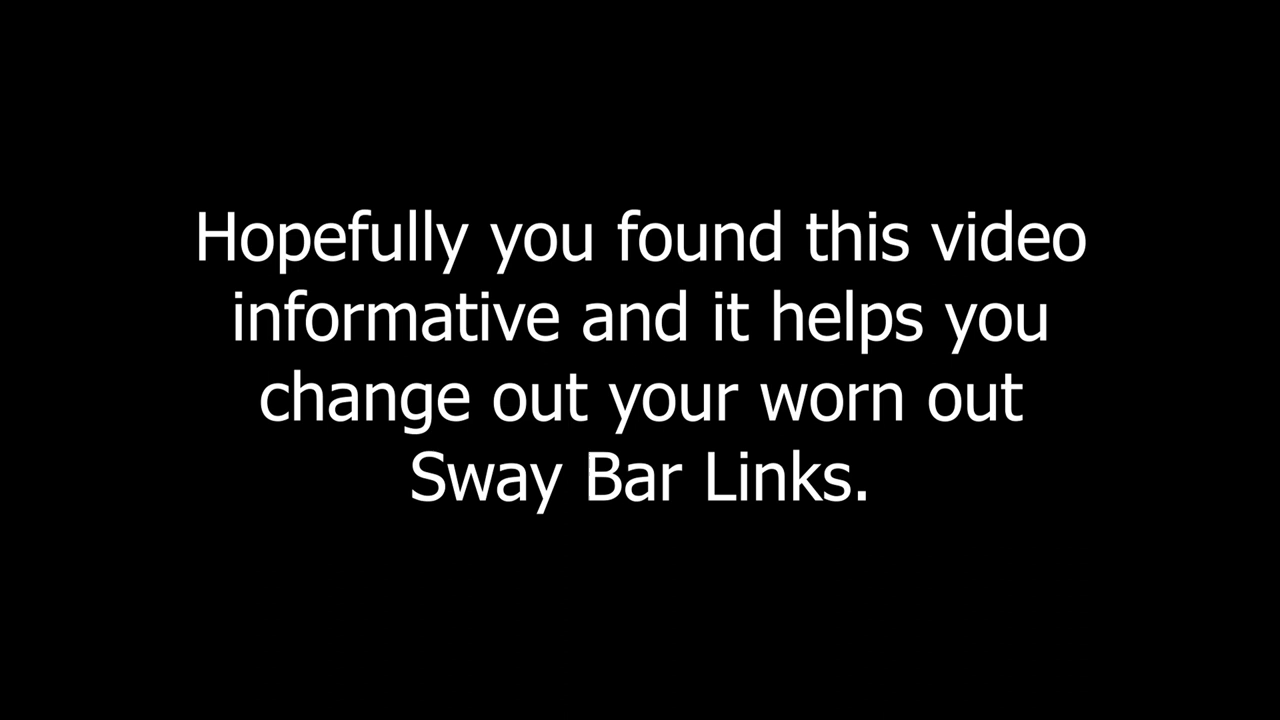 Hopefully you found this video
informative and it helps you
change out your worn out
Sway Bar Links.